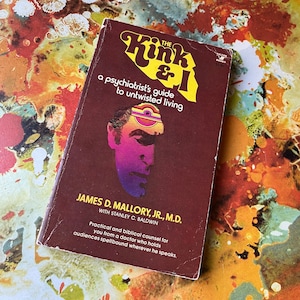 THE
Kink
& I
a psychiatrist's guide
to untwisted living
JAMES D. MALLORY, JR., M.D.
WITH STANLEY C. BALDWIN
Practical and biblical counsel for
you from a doctor who holds
audiences spellbound wherever he speaks.